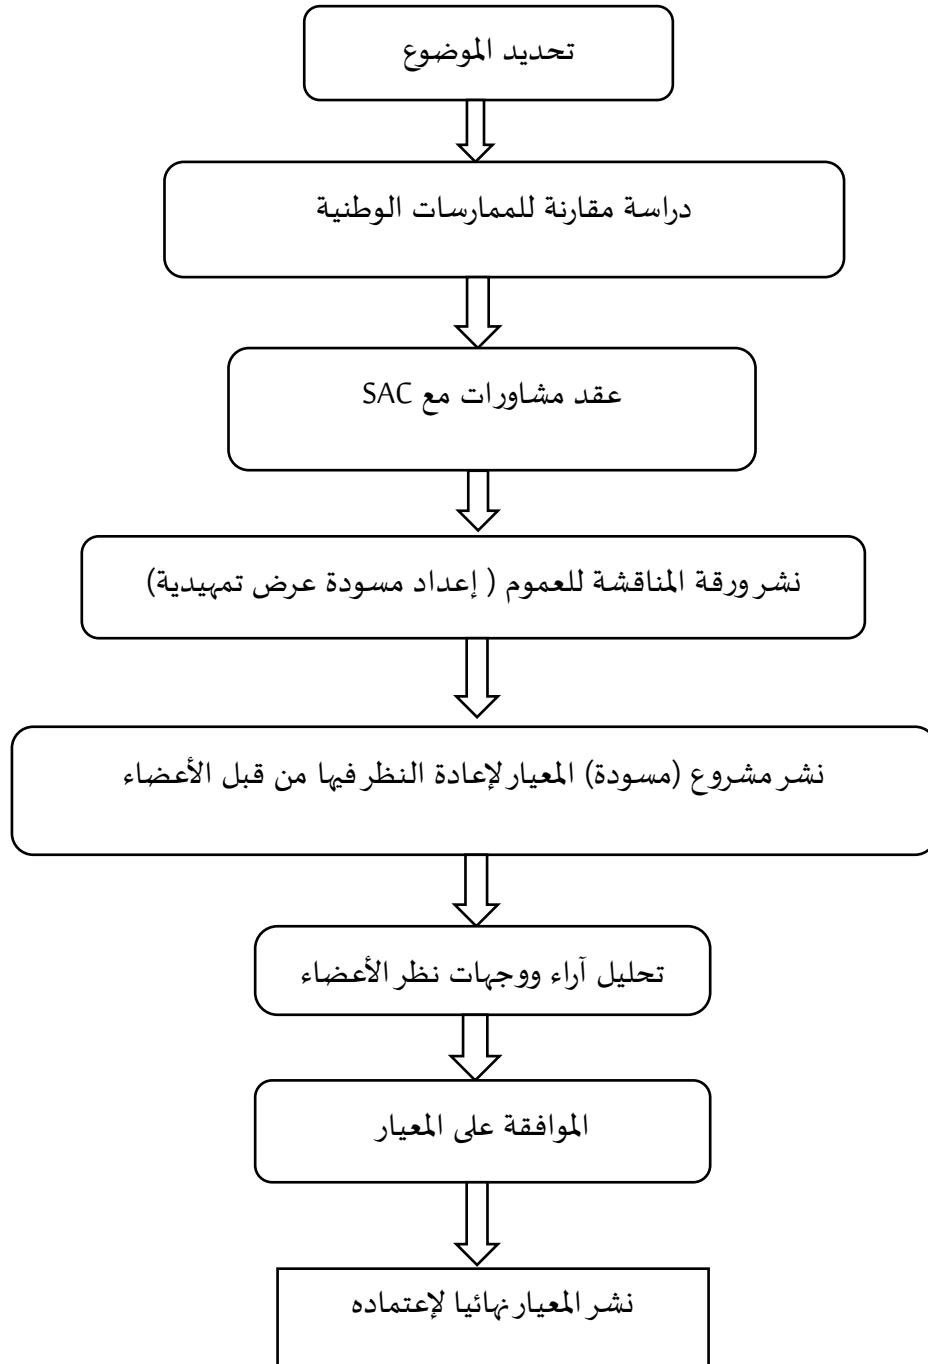 تحديد الموضوع
دراسة مقارنة للممارسات الوطنية
عقد مشاورات مع SAC
نشر ورقة المناقشة للعموم ( إعداد مسودة عرض تمهيدية)
نشر مشروع (مسودة) المعيار لإعادة النظر فيها من قبل الأعضاء
تحليل آراء ووجهات نظر الأعضاء
الموافقة على المعيار
نشر المعيار نهائيا لإعتماده